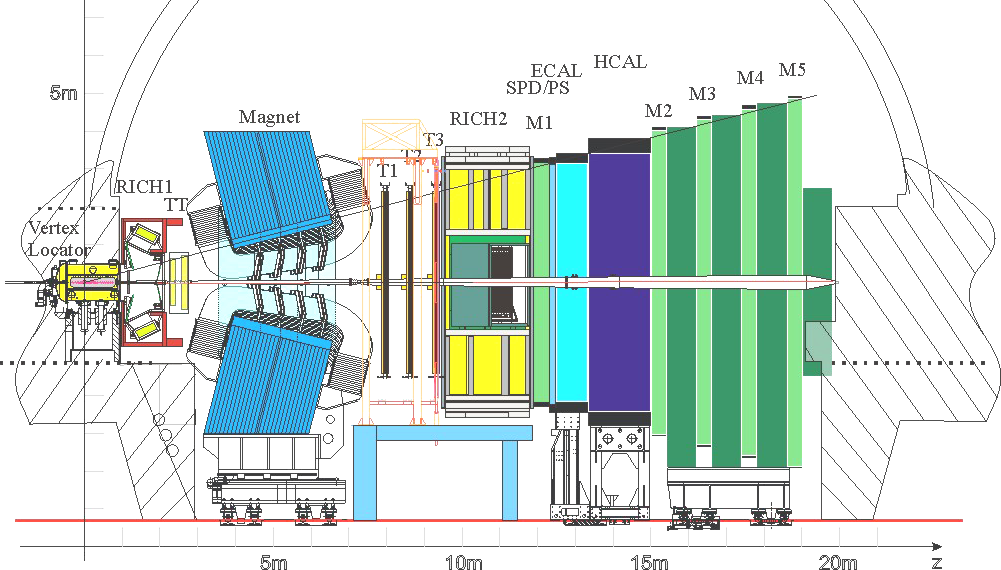 5m
Vertex
Locator
RICH1
TT
Magnet
T1
T2
T3
RICH2
M1
SPD/PS
ECAL
HCAL
M2
M3
M4
M5
5m
10m
15m
20m
z